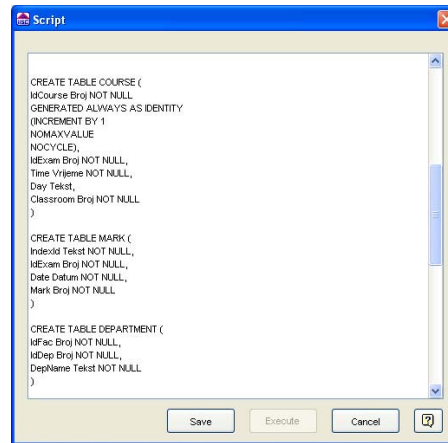 Script
CREATE TABLE COURSE (
IdCourse Broj NOT NULL
GENERATED ALWAYS AS IDENTITY
(INCREMENT BY 1
NOMAXVALUE
NOCYCLE),
IdExam Broj NOT NULL,
Time Vrijeme NOT NULL,
Day Tekst,
Classroom Broj NOT NULL
)
CREATE TABLE MARK (
IndexId Tekst NOT NULL,
IdExam Broj NOT NULL,
Date Datum NOT NULL,
Mark Broj NOT NULL
)
CREATE TABLE DEPARTMENT (
IdFac Broj NOT NULL,
IdDep Broj NOT NULL,
DepName Tekst NOT NULL
)
Save Execute Cancel ?